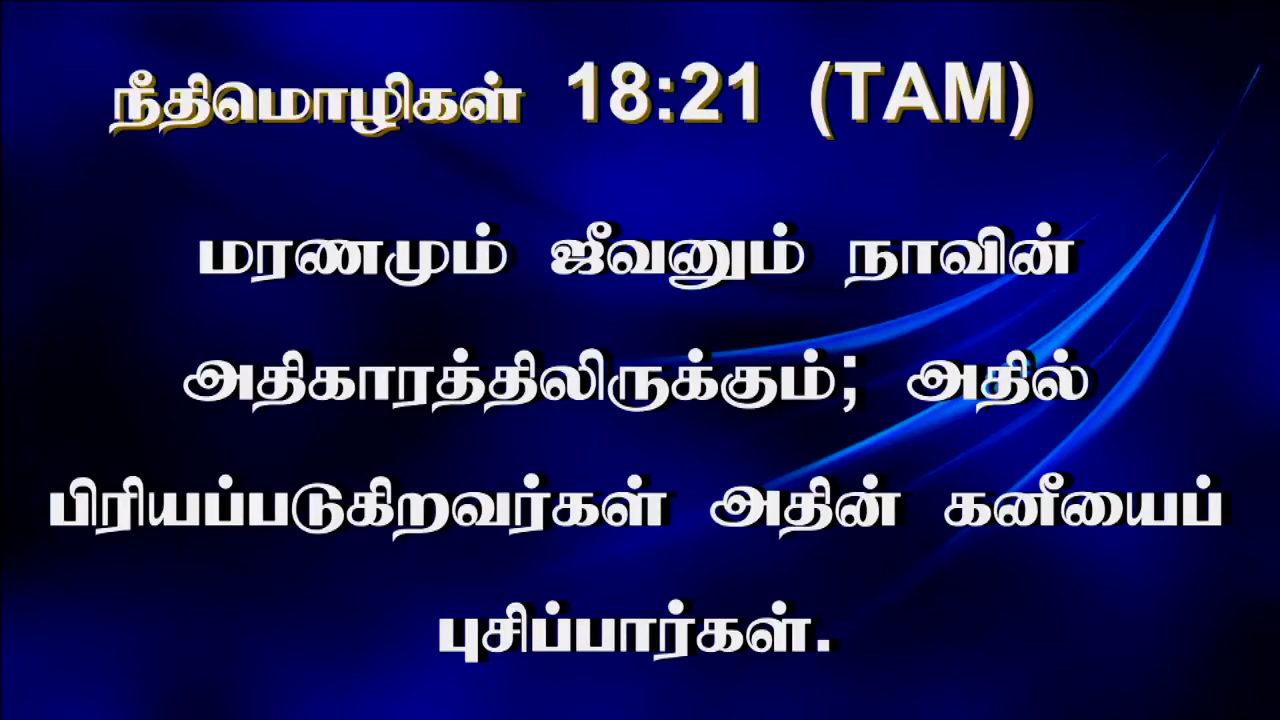 நீதிமொழிகள் 18:21 (TAM)
மரணமும் ஜீவனும் நாவின்
அதிகாரத்திலிருக்கும்; அதில்
பிரியப்படுகிறவர்கள் அதின் கனீயைப்
புசிப்பார்கள்.